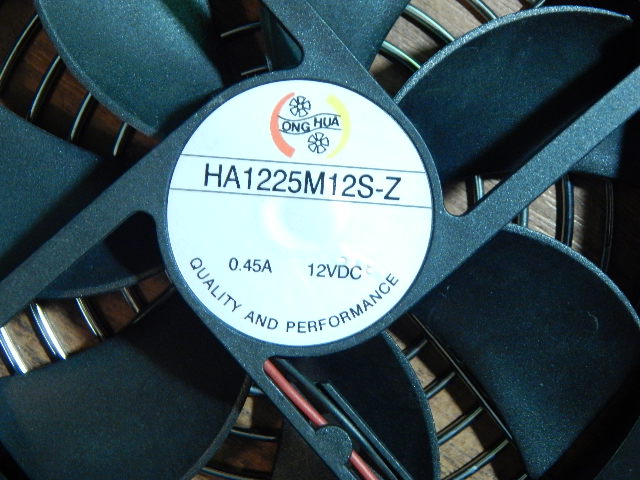 ONG HUA
HA1225M12S-Z
0.45A 12VDC
QUALITY AND PERFORMANCE